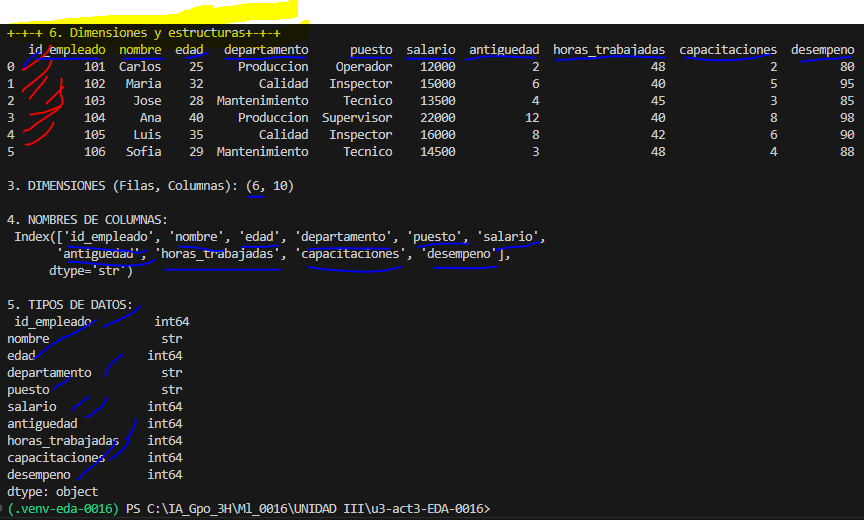 +-+-+ 6. Dimensiones y estructuras+-+-+
id_empleado nombre edad departamento puesto salario antiguedad horas_trabajadas capacitaciones desempeno
0 101 Carlos 25 Produccion Operador 12000 2 48 2 80
1 102 Maria 32 Calidad Inspector 15000 6 40 5 95
2 103 Jose 28 Mantenimiento Tecnico 13500 4 45 3 85
3 104 Ana 40 Produccion Supervisor 22000 12 40 8 98
4 105 Luis 35 Calidad Inspector 16000 8 42 6 90
5 106 Sofia 29 Mantenimiento Tecnico 14500 3 48 4 88
3. DIMENSIONES (Filas, Columnas): (6, 10)
4. NOMBRES DE COLUMNAS:
Index(['id_empleado', 'nombre', 'edad', 'departamento', 'puesto', 'salario',
'antiguedad', 'horas_trabajadas', 'capacitaciones', 'desempeno'],
dtype='str')
5. TIPOS DE DATOS:
id_empleado int64
nombre str
edad int64
departamento str
puesto str
salario int64
antiguedad int64
horas_trabajadas int64
capacitaciones int64
desempeno int64
dtype: object
(.venv-eda-0016) PS C:\IA_Gpo_3H\Ml_0016\UNIDAD III\u3-act3-EDA-0016>